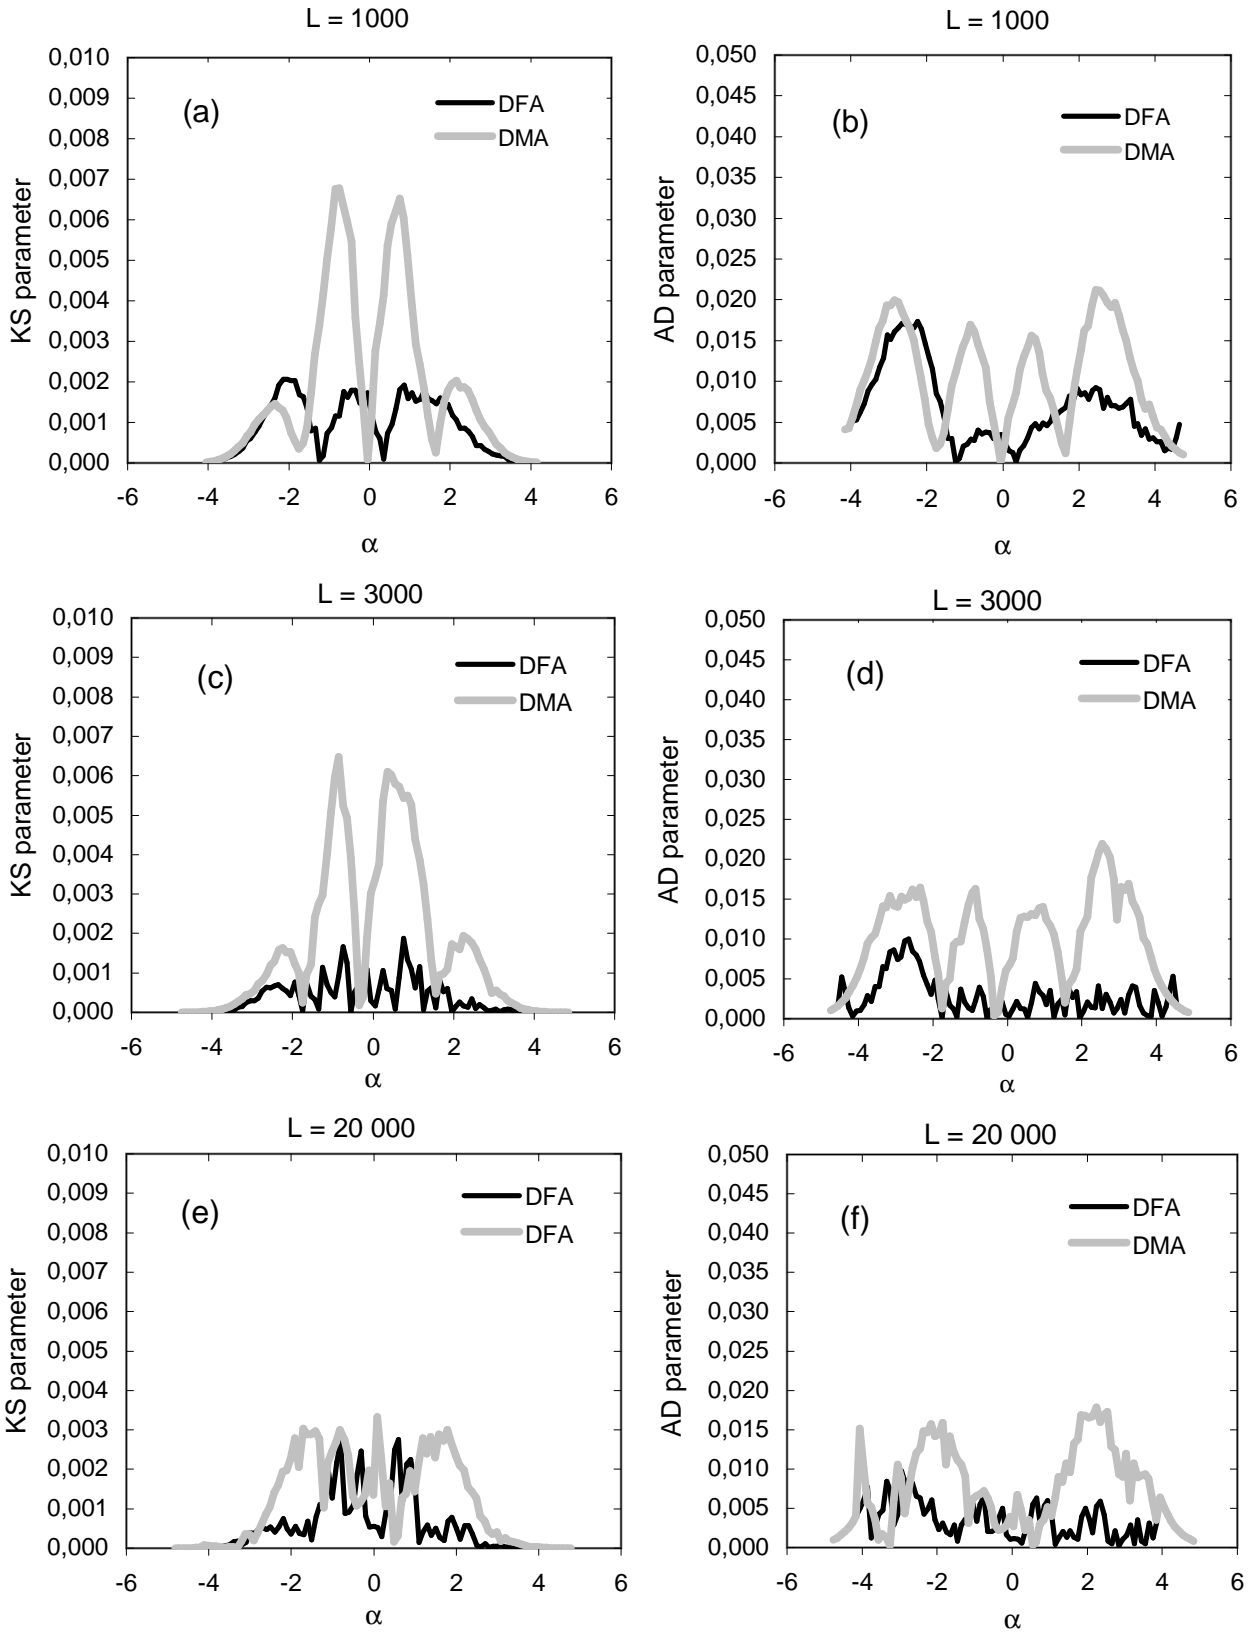 L = 1000
0,010
0,009
0,008
0,007
0,006
0,005
0,004
0,003
0,002
0,001
0,000
KS parameter
(a)
DFA
DMA
-6 -4 -2 0 2 4 6
α
L = 1000
0,050
0,045
0,040
0,035
0,030
0,025
0,020
0,015
0,010
0,005
0,000
AD parameter
(b)
DFA
DMA
-6 -4 -2 0 2 4 6
α
L = 3000
0,010
0,009
0,008
0,007
0,006
0,005
0,004
0,003
0,002
0,001
0,000
KS parameter
(c)
DFA
DMA
-6 -4 -2 0 2 4 6
α
L = 3000
0,050
0,045
0,040
0,035
0,030
0,025
0,020
0,015
0,010
0,005
0,000
AD parameter
(d)
DFA
DMA
-6 -4 -2 0 2 4 6
α
L = 20 000
0,010
0,009
0,008
0,007
0,006
0,005
0,004
0,003
0,002
0,001
0,000
KS parameter
(e)
DFA
DFA
-6 -4 -2 0 2 4 6
α
L = 20 000
0,050
0,045
0,040
0,035
0,030
0,025
0,020
0,015
0,010
0,005
0,000
AD parameter
(f)
DFA
DMA
-6 -4 -2 0 2 4 6
α